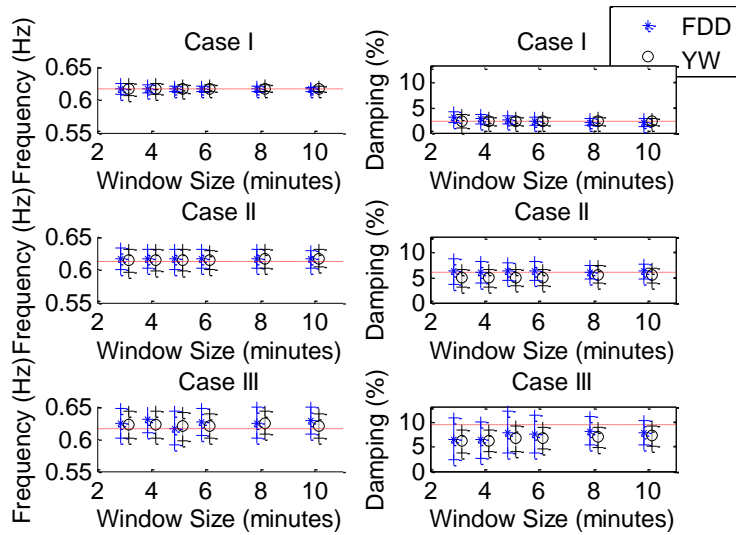 FDD
YW
Case I
Frequency (Hz)
0.65
0.6
0.55
2 4 6 8 10
Window Size (minutes)
Case I
Damping (%)
10
5
0
2 4 6 8 10
Window Size (minutes)
Case II
Frequency (Hz)
0.65
0.6
0.55
2 4 6 8 10
Window Size (minutes)
Case II
Damping (%)
10
5
0
2 4 6 8 10
Window Size (minutes)
Case III
Frequency (Hz)
0.65
0.6
0.55
2 4 6 8 10
Window Size (minutes)
Case III
Damping (%)
10
5
0
2 4 6 8 10
Window Size (minutes)